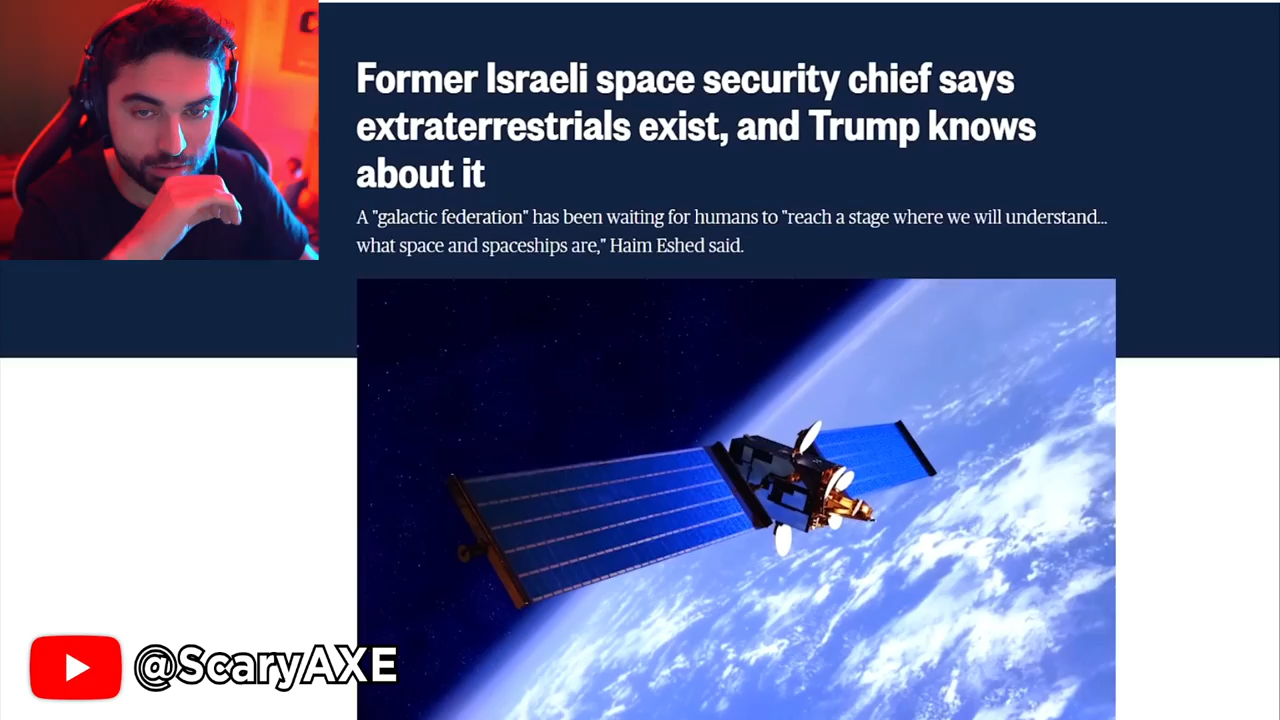 Former Israeli space security chief says
extraterrestrials exist, and Trump knows
about it
A "galactic federation" has been waiting for humans to "reach a stage where we will understand...
what space and spaceships are," Haim Eshed said.
@ScaryAXE